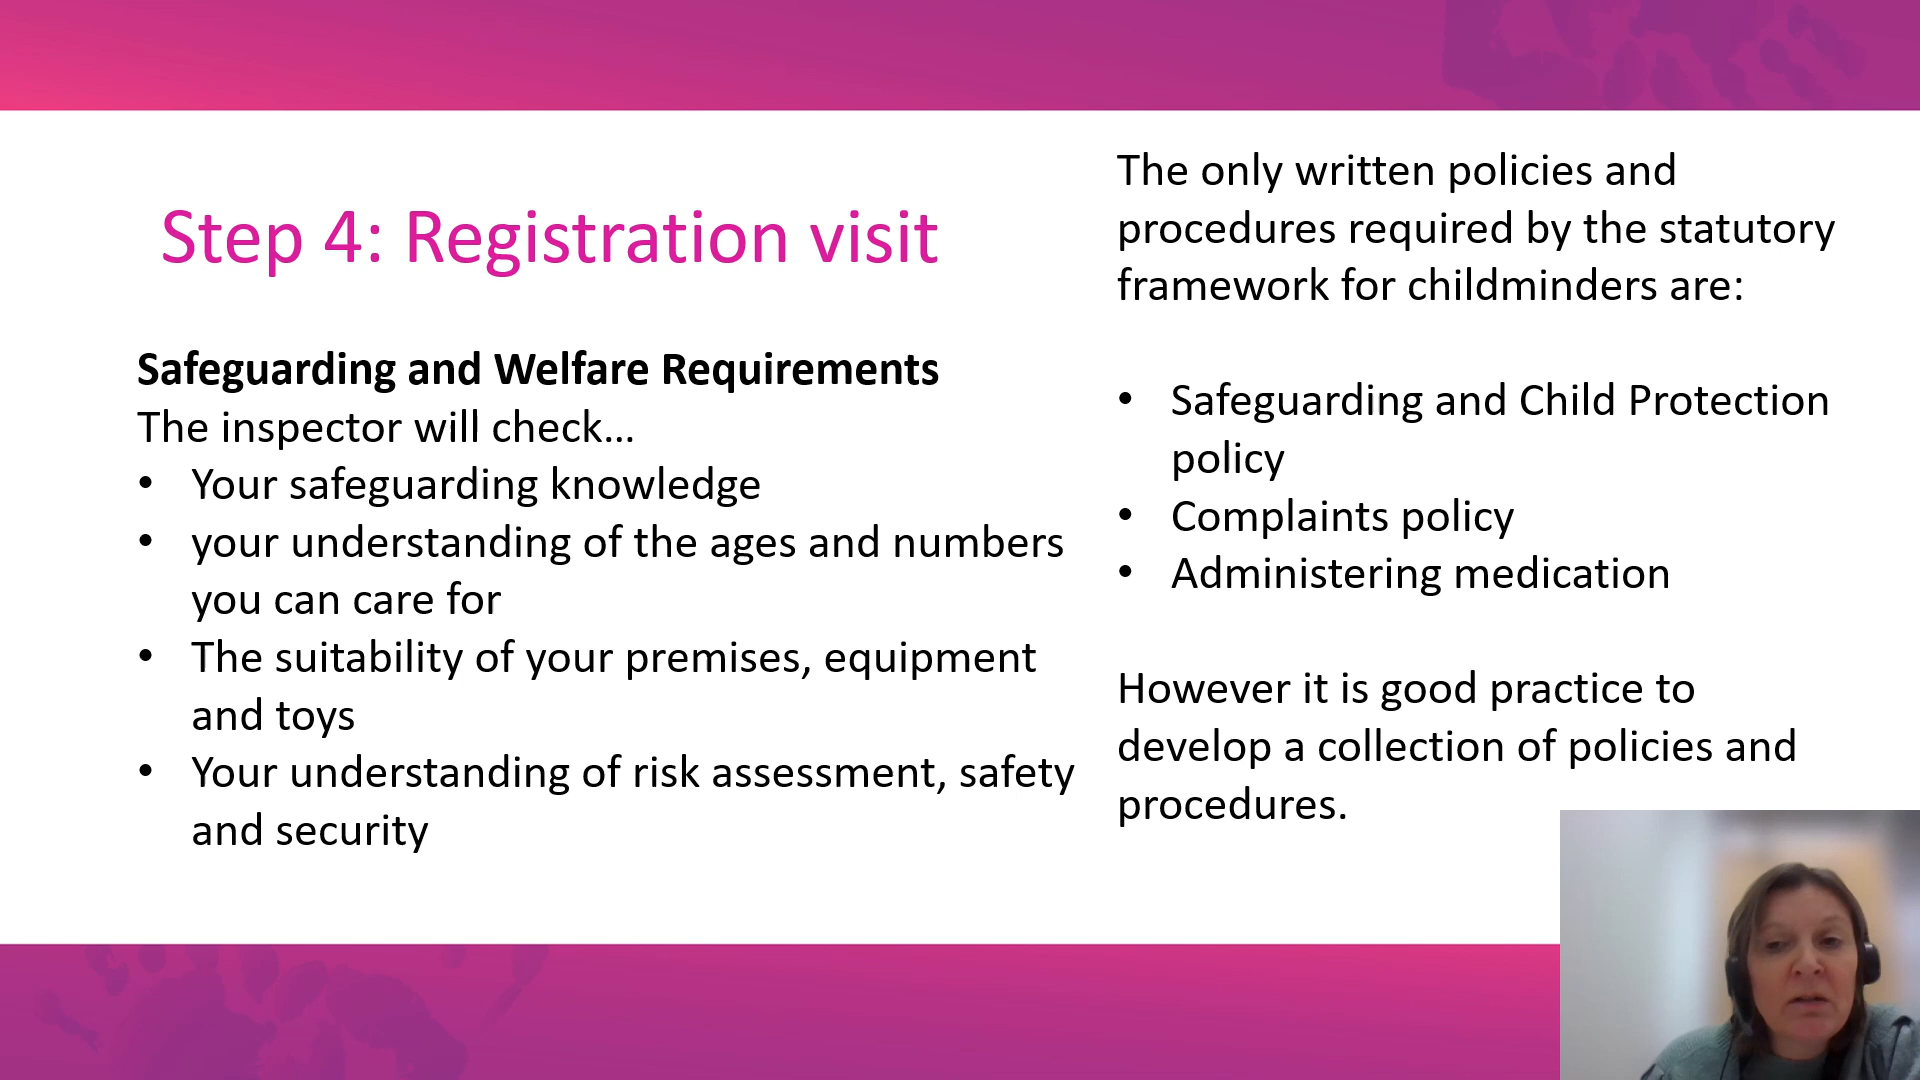 Step 4: Registration visit
Safeguarding and Welfare Requirements
The inspector will check...
• Your safeguarding knowledge
• your understanding of the ages and numbers
you can care for
• The suitability of your premises, equipment
and toys
• Your understanding of risk assessment, safety
and security
The only written policies and
procedures required by the statutory
framework for childminders are:
• Safeguarding and Child Protection
policy
• Complaints policy
• Administering medication
However it is good practice to
develop a collection of policies and
procedures.